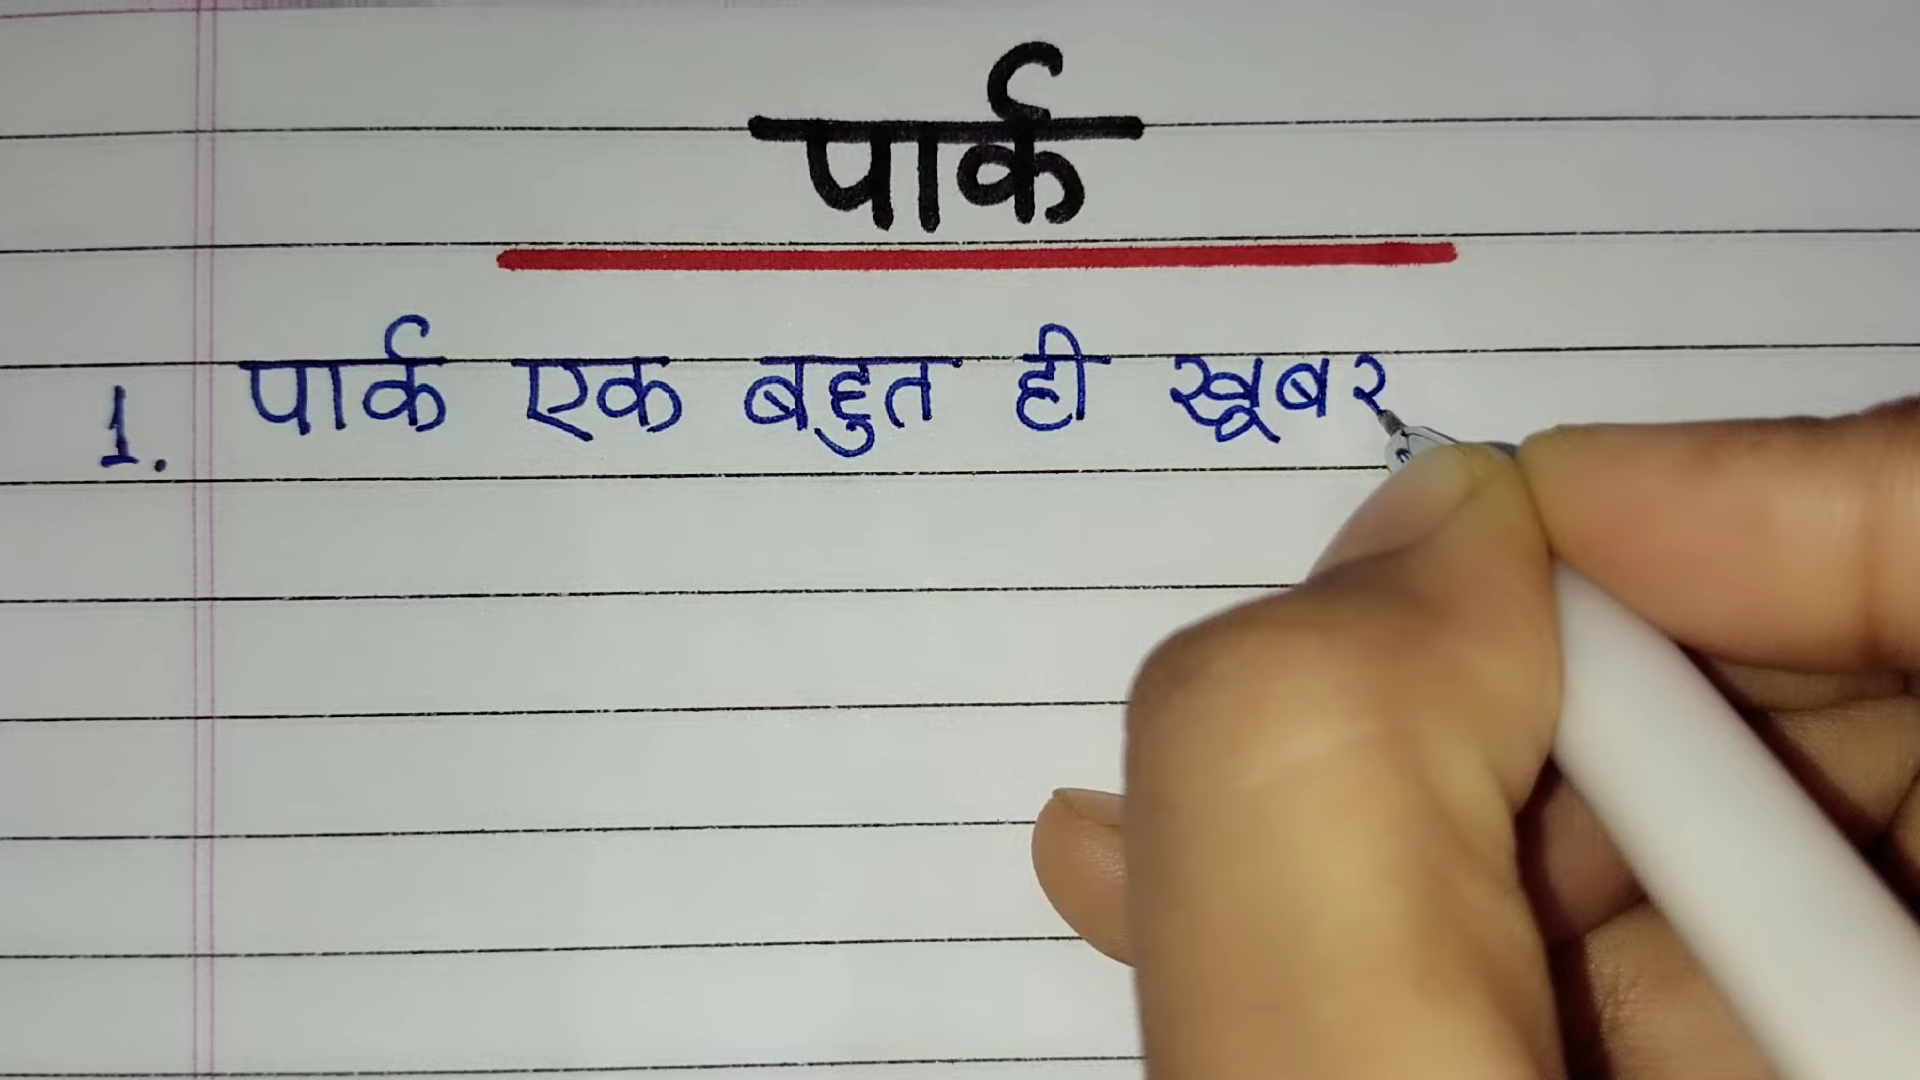 पार्क
1. पार्क एक बहुत ही खूबर